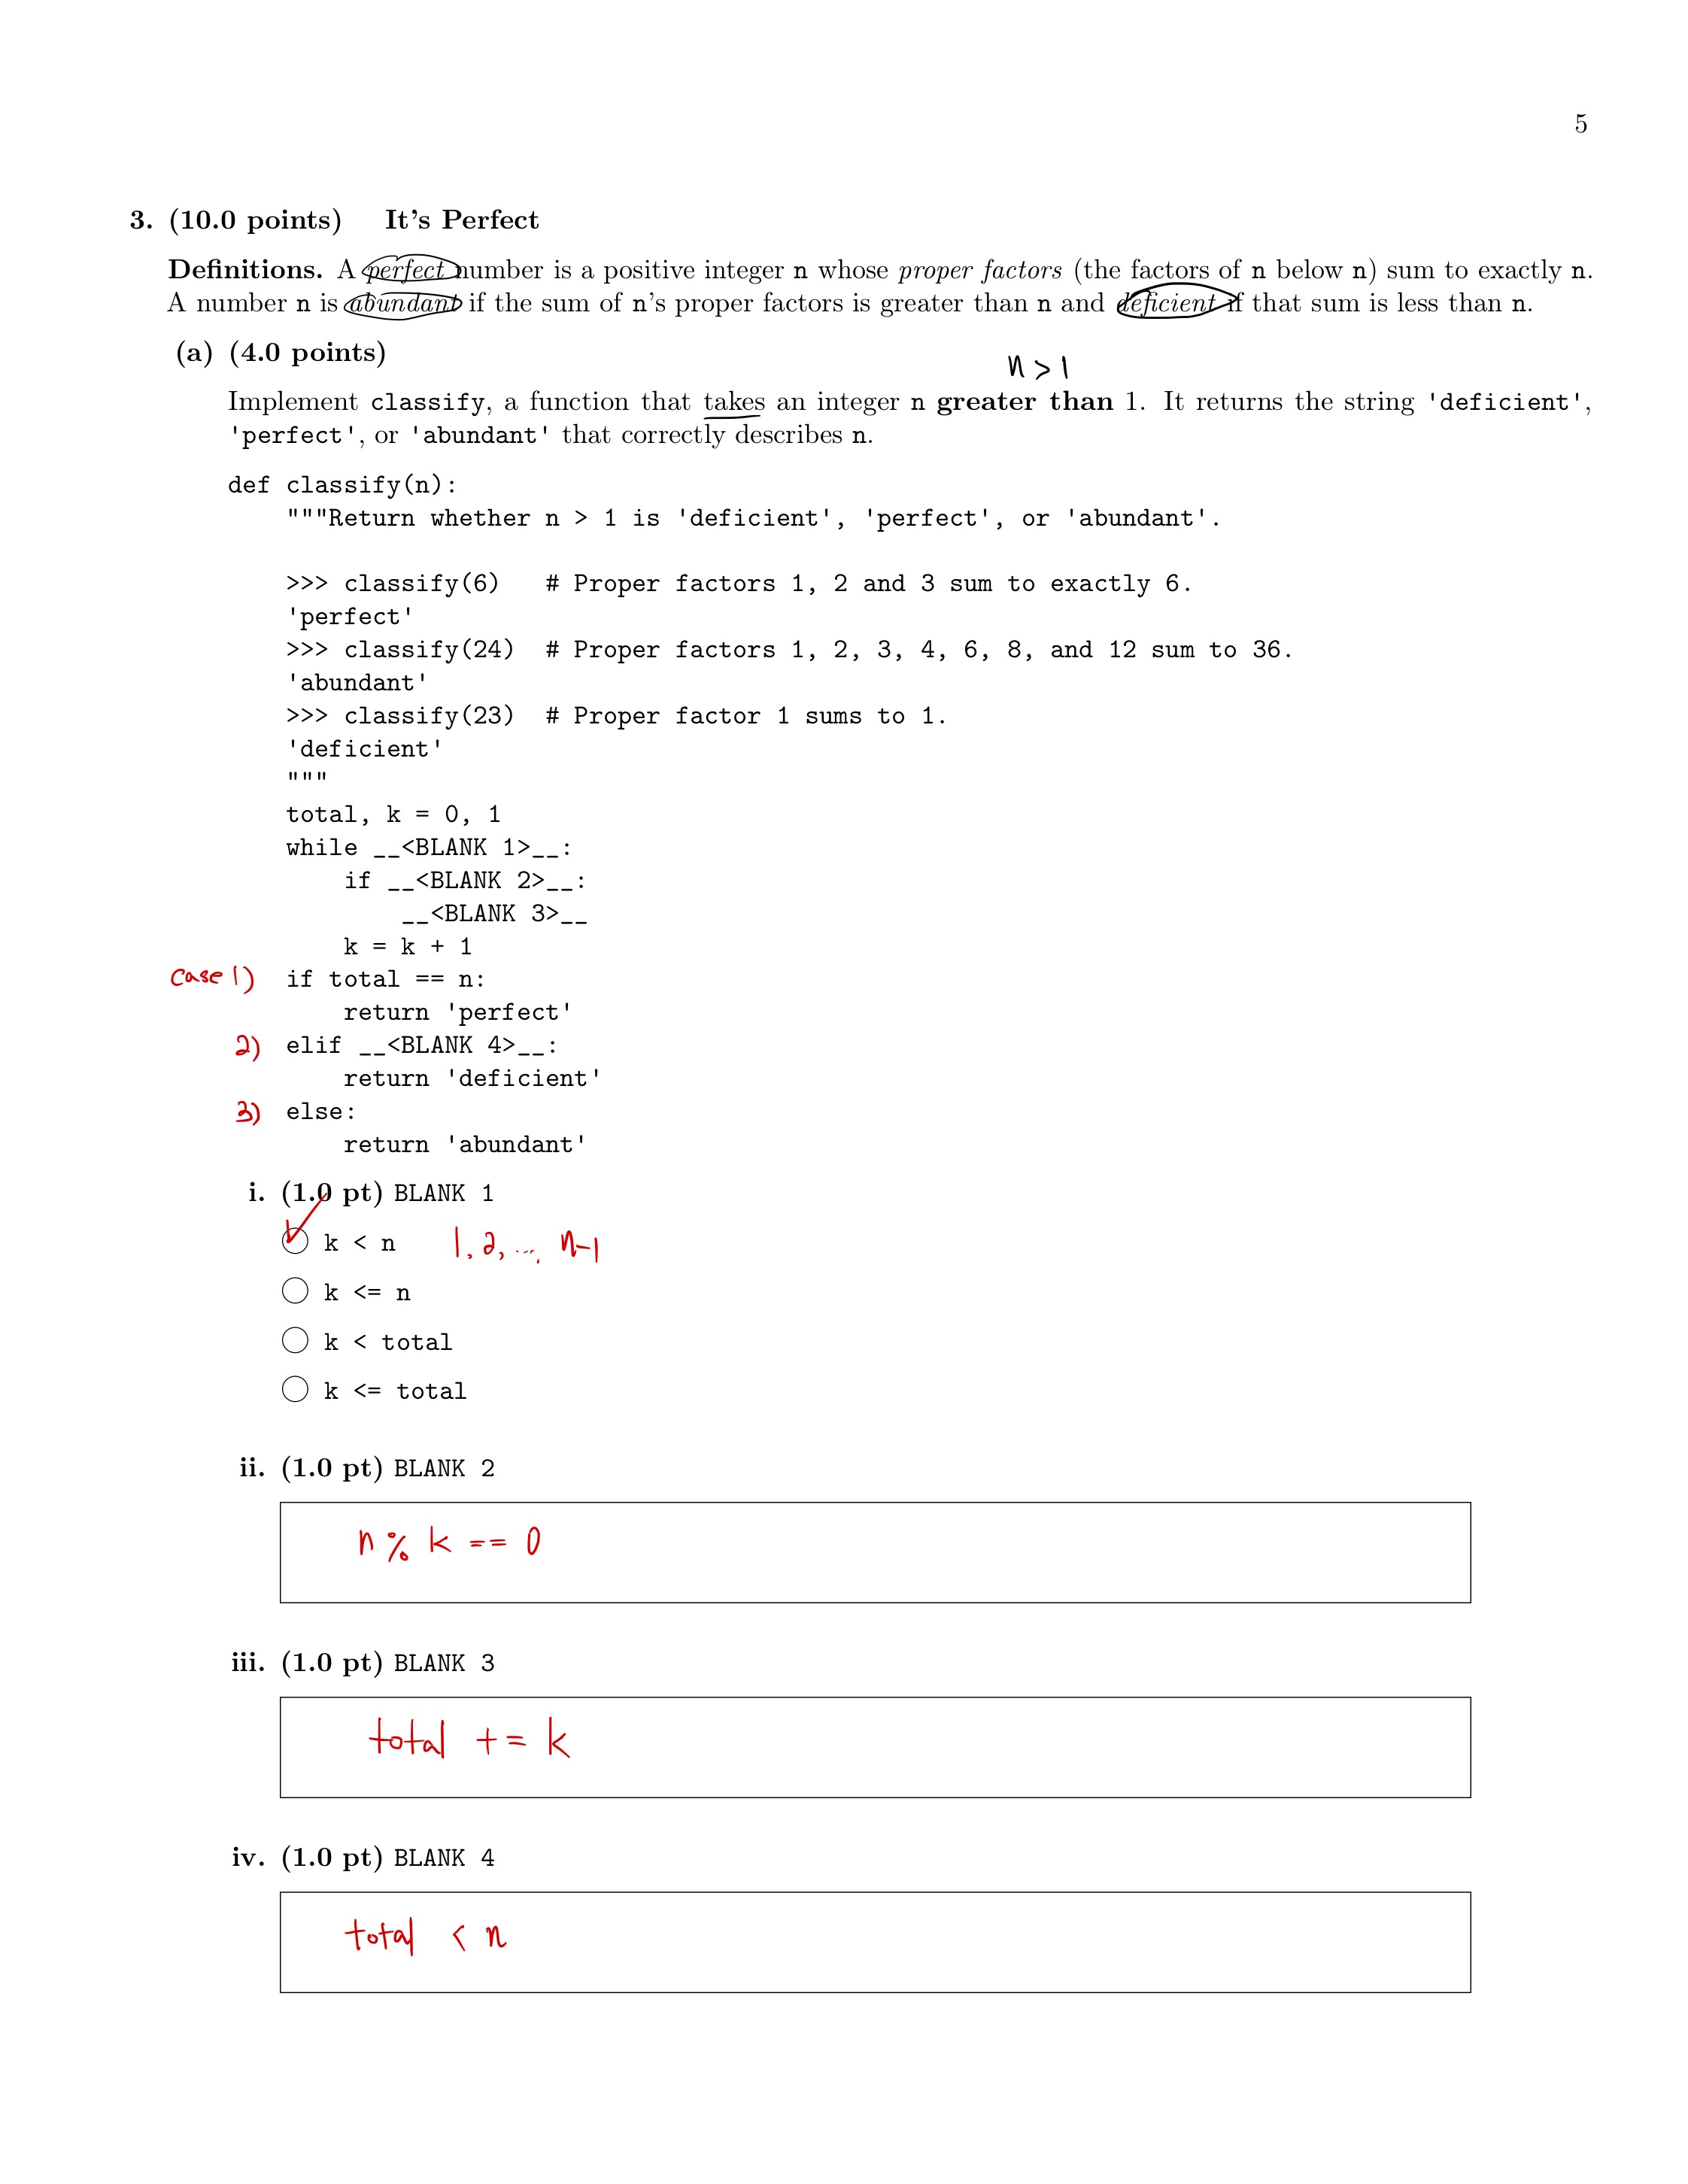 5
3. (10.0 points) It's Perfect
Definitions. A perfect number is a positive integer n whose proper factors (the factors of n below n) sum to exactly n.
A number n is abundant if the sum of n's proper factors is greater than n and deficient if that sum is less than n.
(a) (4.0 points)
n > 1
Implement classify, a function that takes an integer n greater than 1. It returns the string 'deficient',
'perfect', or 'abundant' that correctly describes n.
def classify(n):
    """Return whether n > 1 is 'deficient', 'perfect', or 'abundant'.
    >>> classify(6)   # Proper factors 1, 2 and 3 sum to exactly 6.
    'perfect'
    >>> classify(24)  # Proper factors 1, 2, 3, 4, 6, 8, and 12 sum to 36.
    'abundant'
    >>> classify(23)  # Proper factor 1 sums to 1.
    'deficient'
    """
    total, k = 0, 1
    while __<BLANK 1>__:
        if __<BLANK 2>__:
            __<BLANK 3>__
        k = k + 1
case 1) if total == n:
        return 'perfect'
2) elif __<BLANK 4>__:
        return 'deficient'
3) else:
        return 'abundant'
i. (1.0 pt) BLANK 1
k < n 1, 2, ..., n-1
k <= n
k < total
k <= total
ii. (1.0 pt) BLANK 2
n % k == 0
iii. (1.0 pt) BLANK 3
total += k
iv. (1.0 pt) BLANK 4
total < n